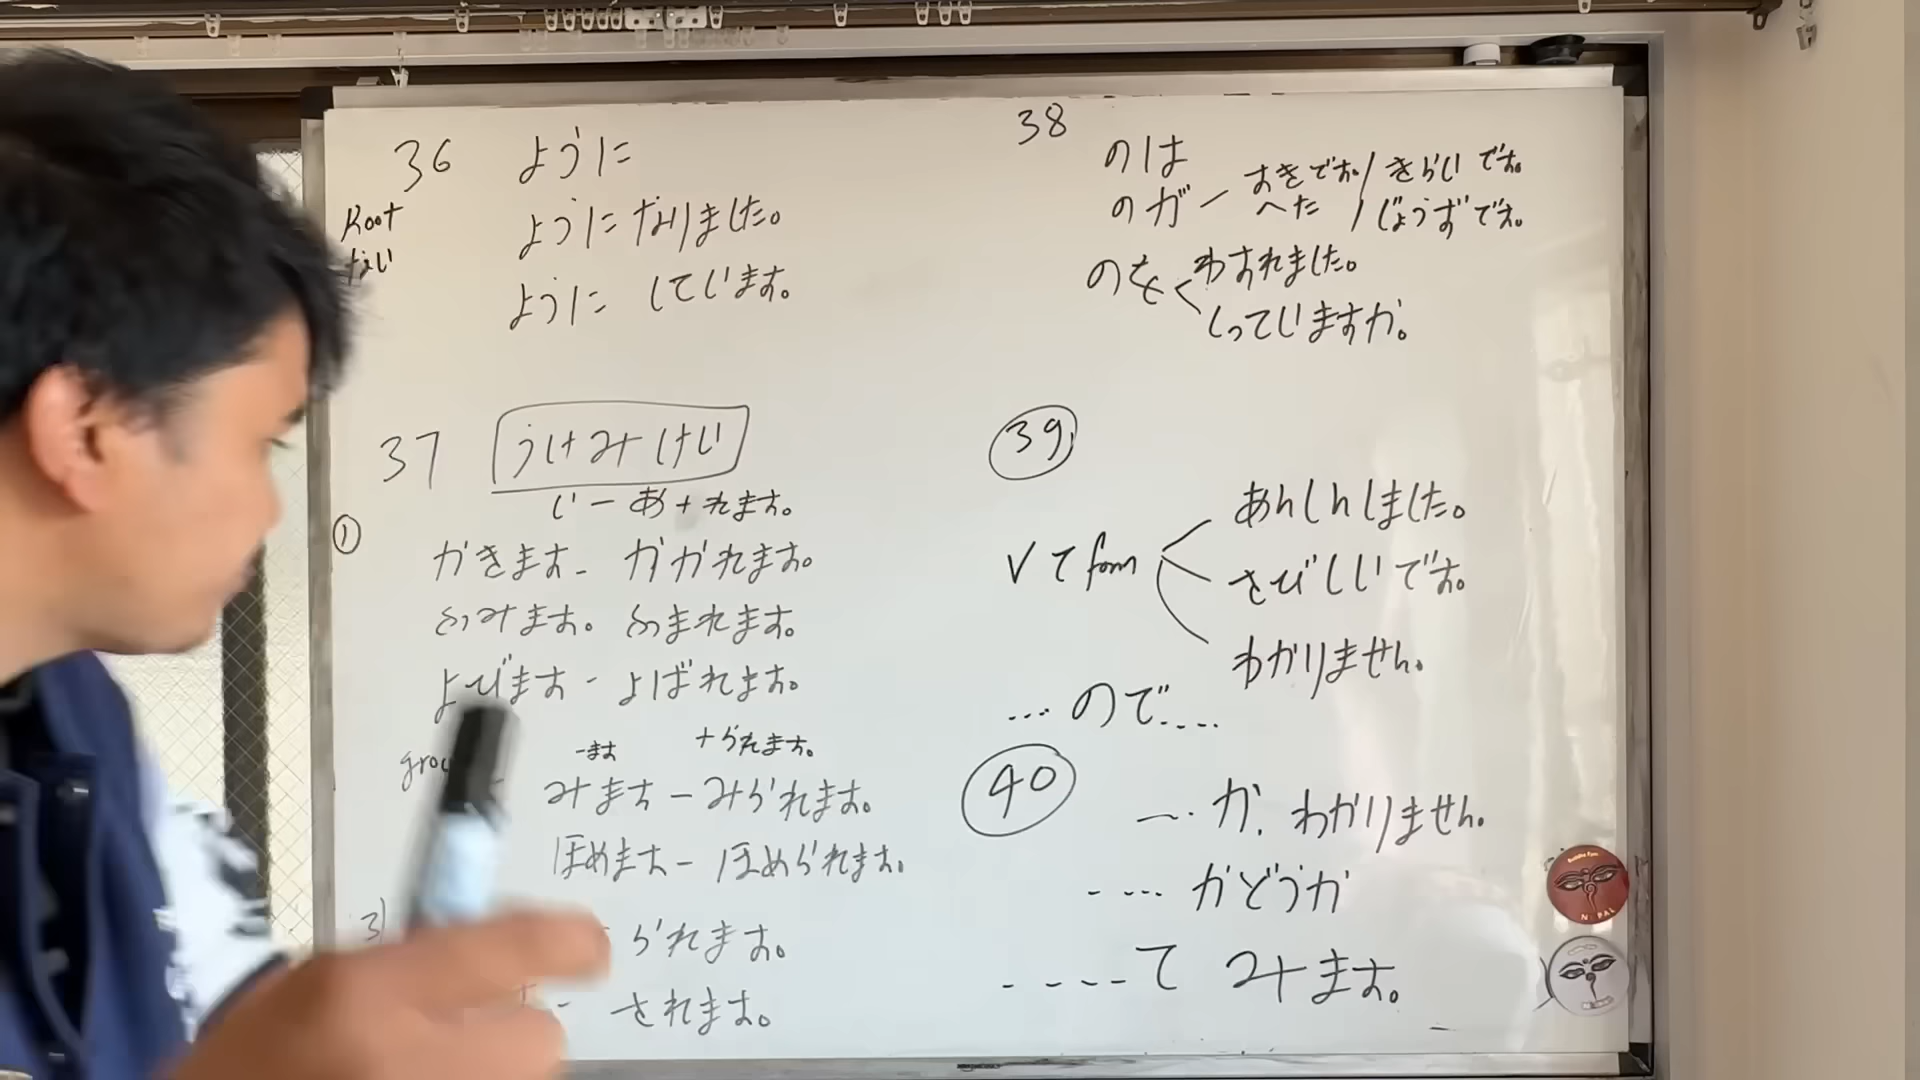 36 ように
Root ようになりました。
ない ように しています。
37 うけみけい
い - あ + れます。
① かきます - かかれます。
ふみます。ふまれます。
よびます - よばれます。
-ます +られます。
みます - みられます。
ほめます - ほめられます。
3)
られます。
されます。
38
のは
のが - すきです。/ きらいです。
へた / じょうずです。
のを < わすれました。
しっていますか。
39
V て form
あんしんしました。
さびしいです。
わかりません。
.... ので....
40
--- か、わかりません。
---- かどうか
----て みます。
Buddha Eyes
NEPAL